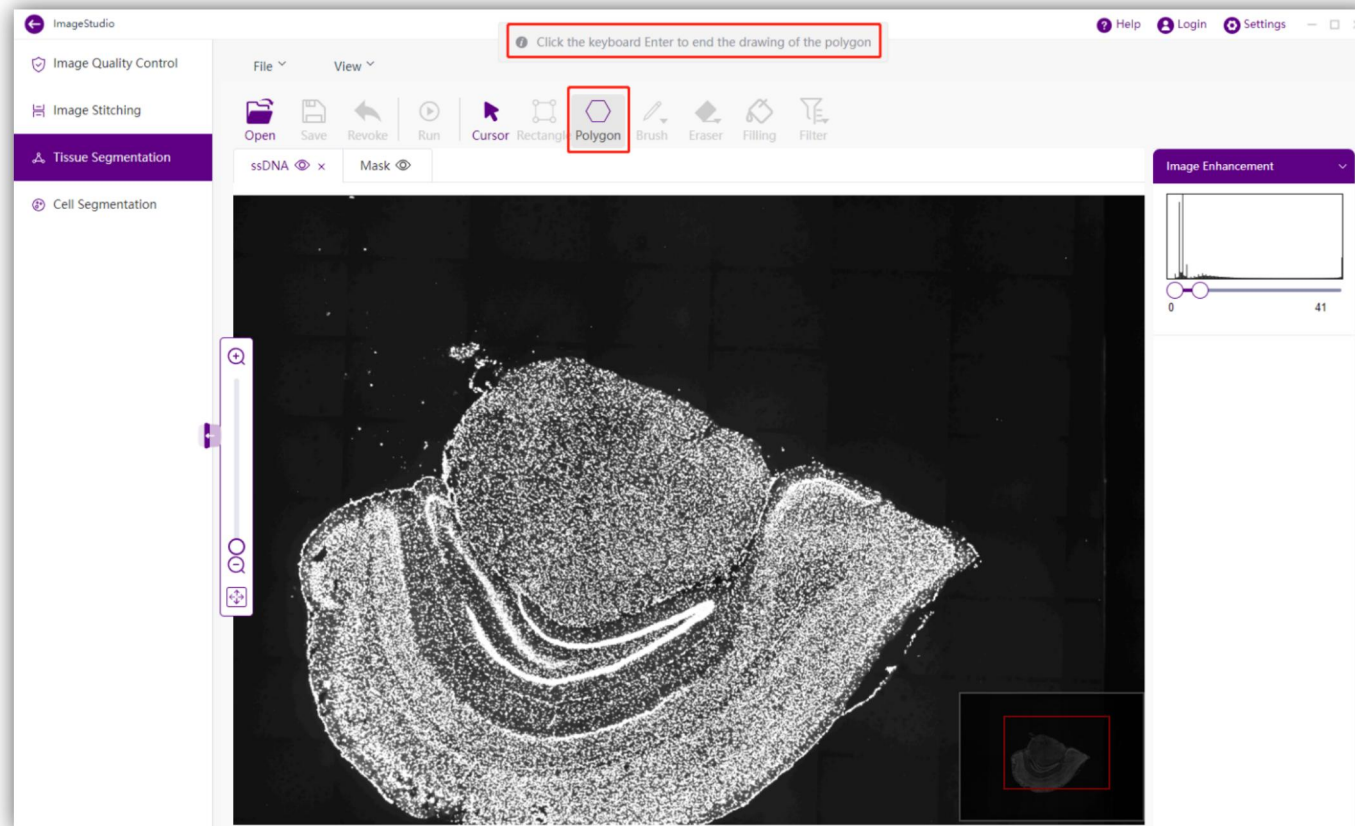 ImageStudio
Help Login Settings
Click the keyboard Enter to end the drawing of the polygon
Image Quality Control
Image Stitching
Tissue Segmentation
Cell Segmentation
File View
Open Save Revoke Run Cursor Rectangle Polygon Brush Eraser Filling Filter
ssDNA x Mask
Image Enhancement
0 41